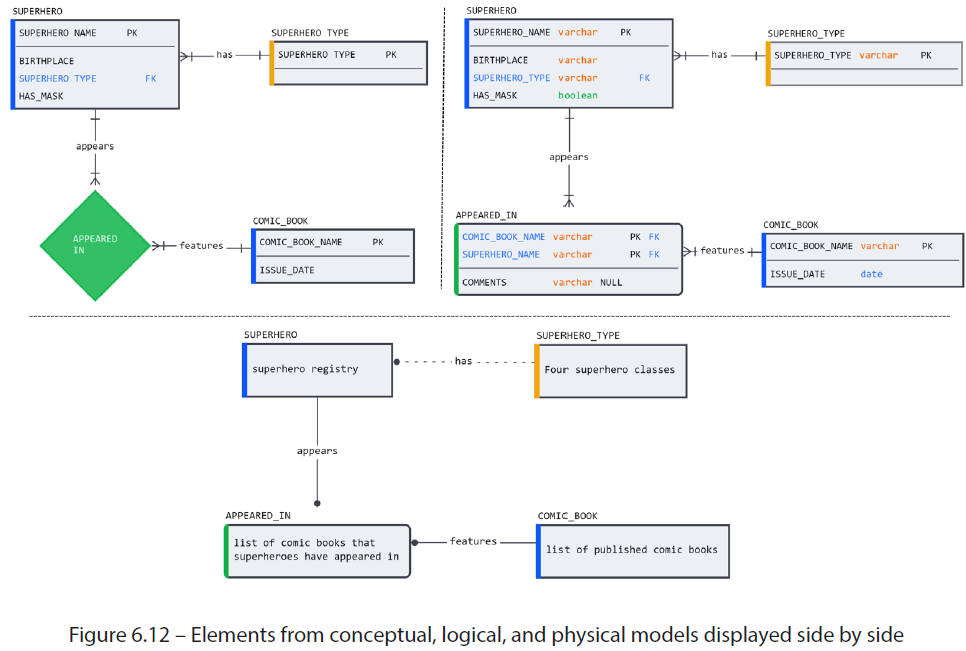 SUPERHERO
SUPERHERO NAME PK
BIRTHPLACE
SUPERHERO TYPE FK
HAS_MASK
has
SUPERHERO TYPE
SUPERHERO TYPE PK
appears
APPEARED
IN
features
COMIC_BOOK
COMIC_BOOK_NAME PK
ISSUE_DATE
SUPERHERO
SUPERHERO_NAME varchar PK
BIRTHPLACE varchar
SUPERHERO_TYPE varchar FK
HAS_MASK boolean
has
SUPERHERO_TYPE
SUPERHERO_TYPE varchar PK
appears
APPEARED_IN
COMIC_BOOK_NAME varchar PK FK
SUPERHERO_NAME varchar PK FK
COMMENTS varchar NULL
features
COMIC_BOOK
COMIC_BOOK_NAME varchar PK
ISSUE_DATE date
SUPERHERO
superhero registry
has
SUPERHERO_TYPE
Four superhero classes
appears
APPEARED_IN
list of comic books that
superheroes have appeared in
features
COMIC_BOOK
list of published comic books
Figure 6.12 – Elements from conceptual, logical, and physical models displayed side by side